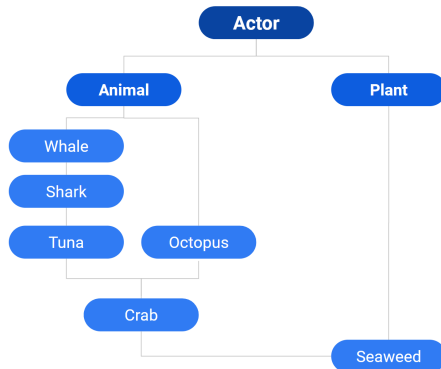 Actor
Animal
Plant
Whale
Shark
Tuna
Octopus
Crab
Seaweed